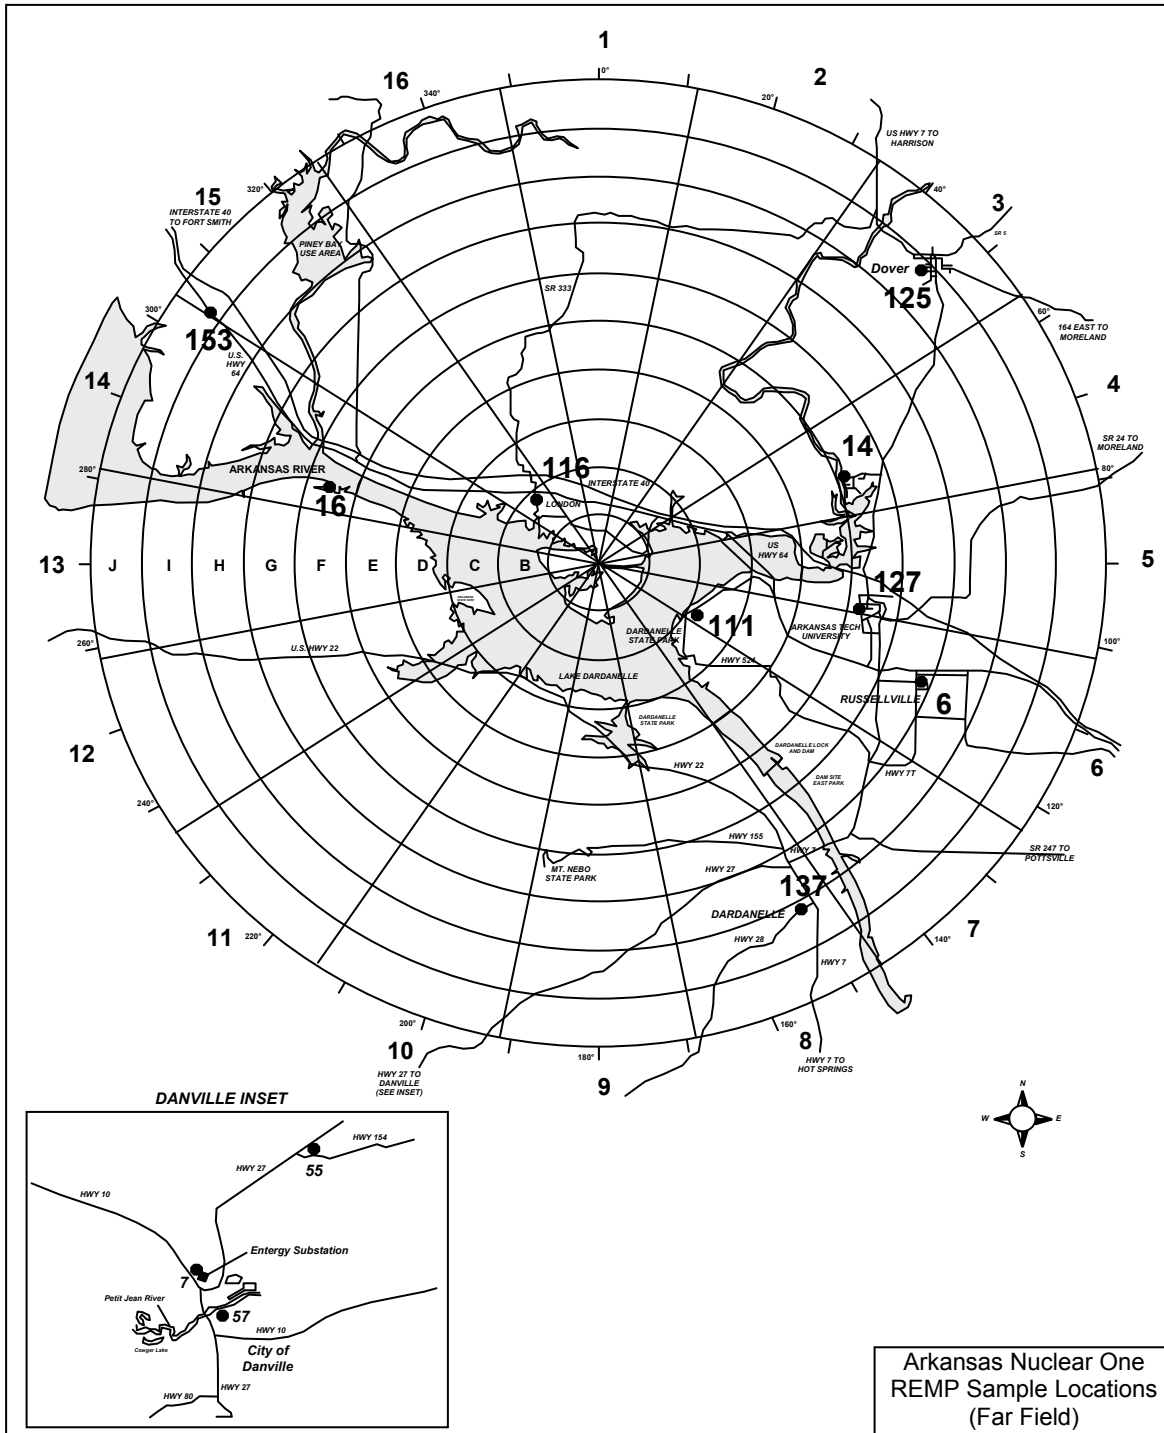 1
0°
16
340°
20°
2
US HWY 7 TO
HARRISON
15
320°
40°
3
SR 5
INTERSTATE 40
TO FORT SMITH
PINEY BAY
USE AREA
Dover
125
SR 333
300°
153
60°
164 EAST TO
MORELAND
U.S.
HWY
64
14
4
SR 24 TO
MORELAND
280°
ARKANSAS RIVER
16
116
LONDON
INTERSTATE 40
14
80°
US
HWY 64
13
J
I
H
G
F
E
D
C
B
5
127
ARKANSAS TECH
UNIVERSITY
111
DARDANELLE
STATE PARK
100°
260°
U.S. HWY 22
HWY 524
LAKE DARDANELLE
RUSSELLVILLE
6
DARDANELLE
STATE PARK
12
DARDANELLE LOCK
AND DAM
HWY 22
HWY 7T
DAM SITE
EAST PARK
6
240°
120°
HWY 155
HWY 7
SR 247 TO
POTTSVILLE
MT. NEBO
STATE PARK
HWY 27
137
DARDANELLE
11
220°
HWY 28
HWY 7
140°
7
200°
160°
180°
10
8
9
HWY 27 TO
DANVILLE
(SEE INSET)
HWY 7 TO
HOT SPRINGS
DANVILLE INSET
N
W
E
S
HWY 154
55
HWY 27
HWY 10
Entergy Substation
7
Petit Jean River
57
HWY 10
Cowger Lake
City of
Danville
HWY 27
HWY 80
Arkansas Nuclear One
REMP Sample Locations
(Far Field)